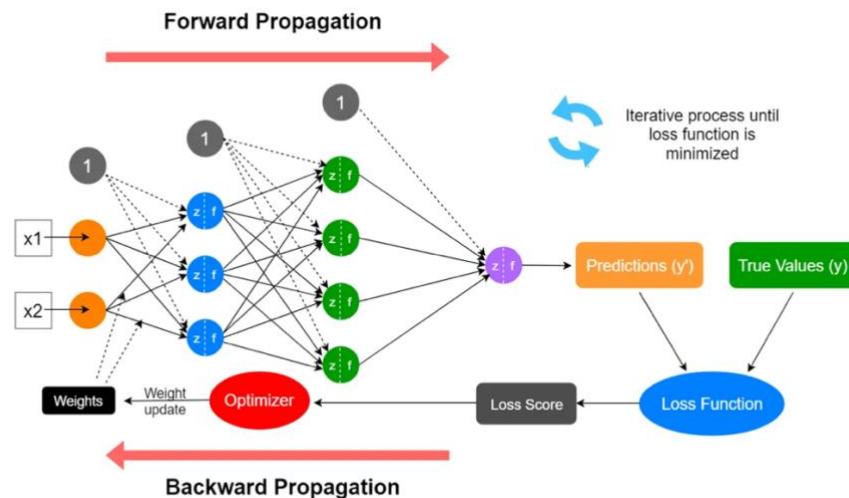 Forward Propagation
1
1
1
Iterative process until
loss function is
minimized
x1
x2
z f
z f
z f
z f
z f
z f
z f
z f
Predictions (y')
True Values (y)
Weights
Weight
update
Optimizer
Loss Score
Loss Function
Backward Propagation